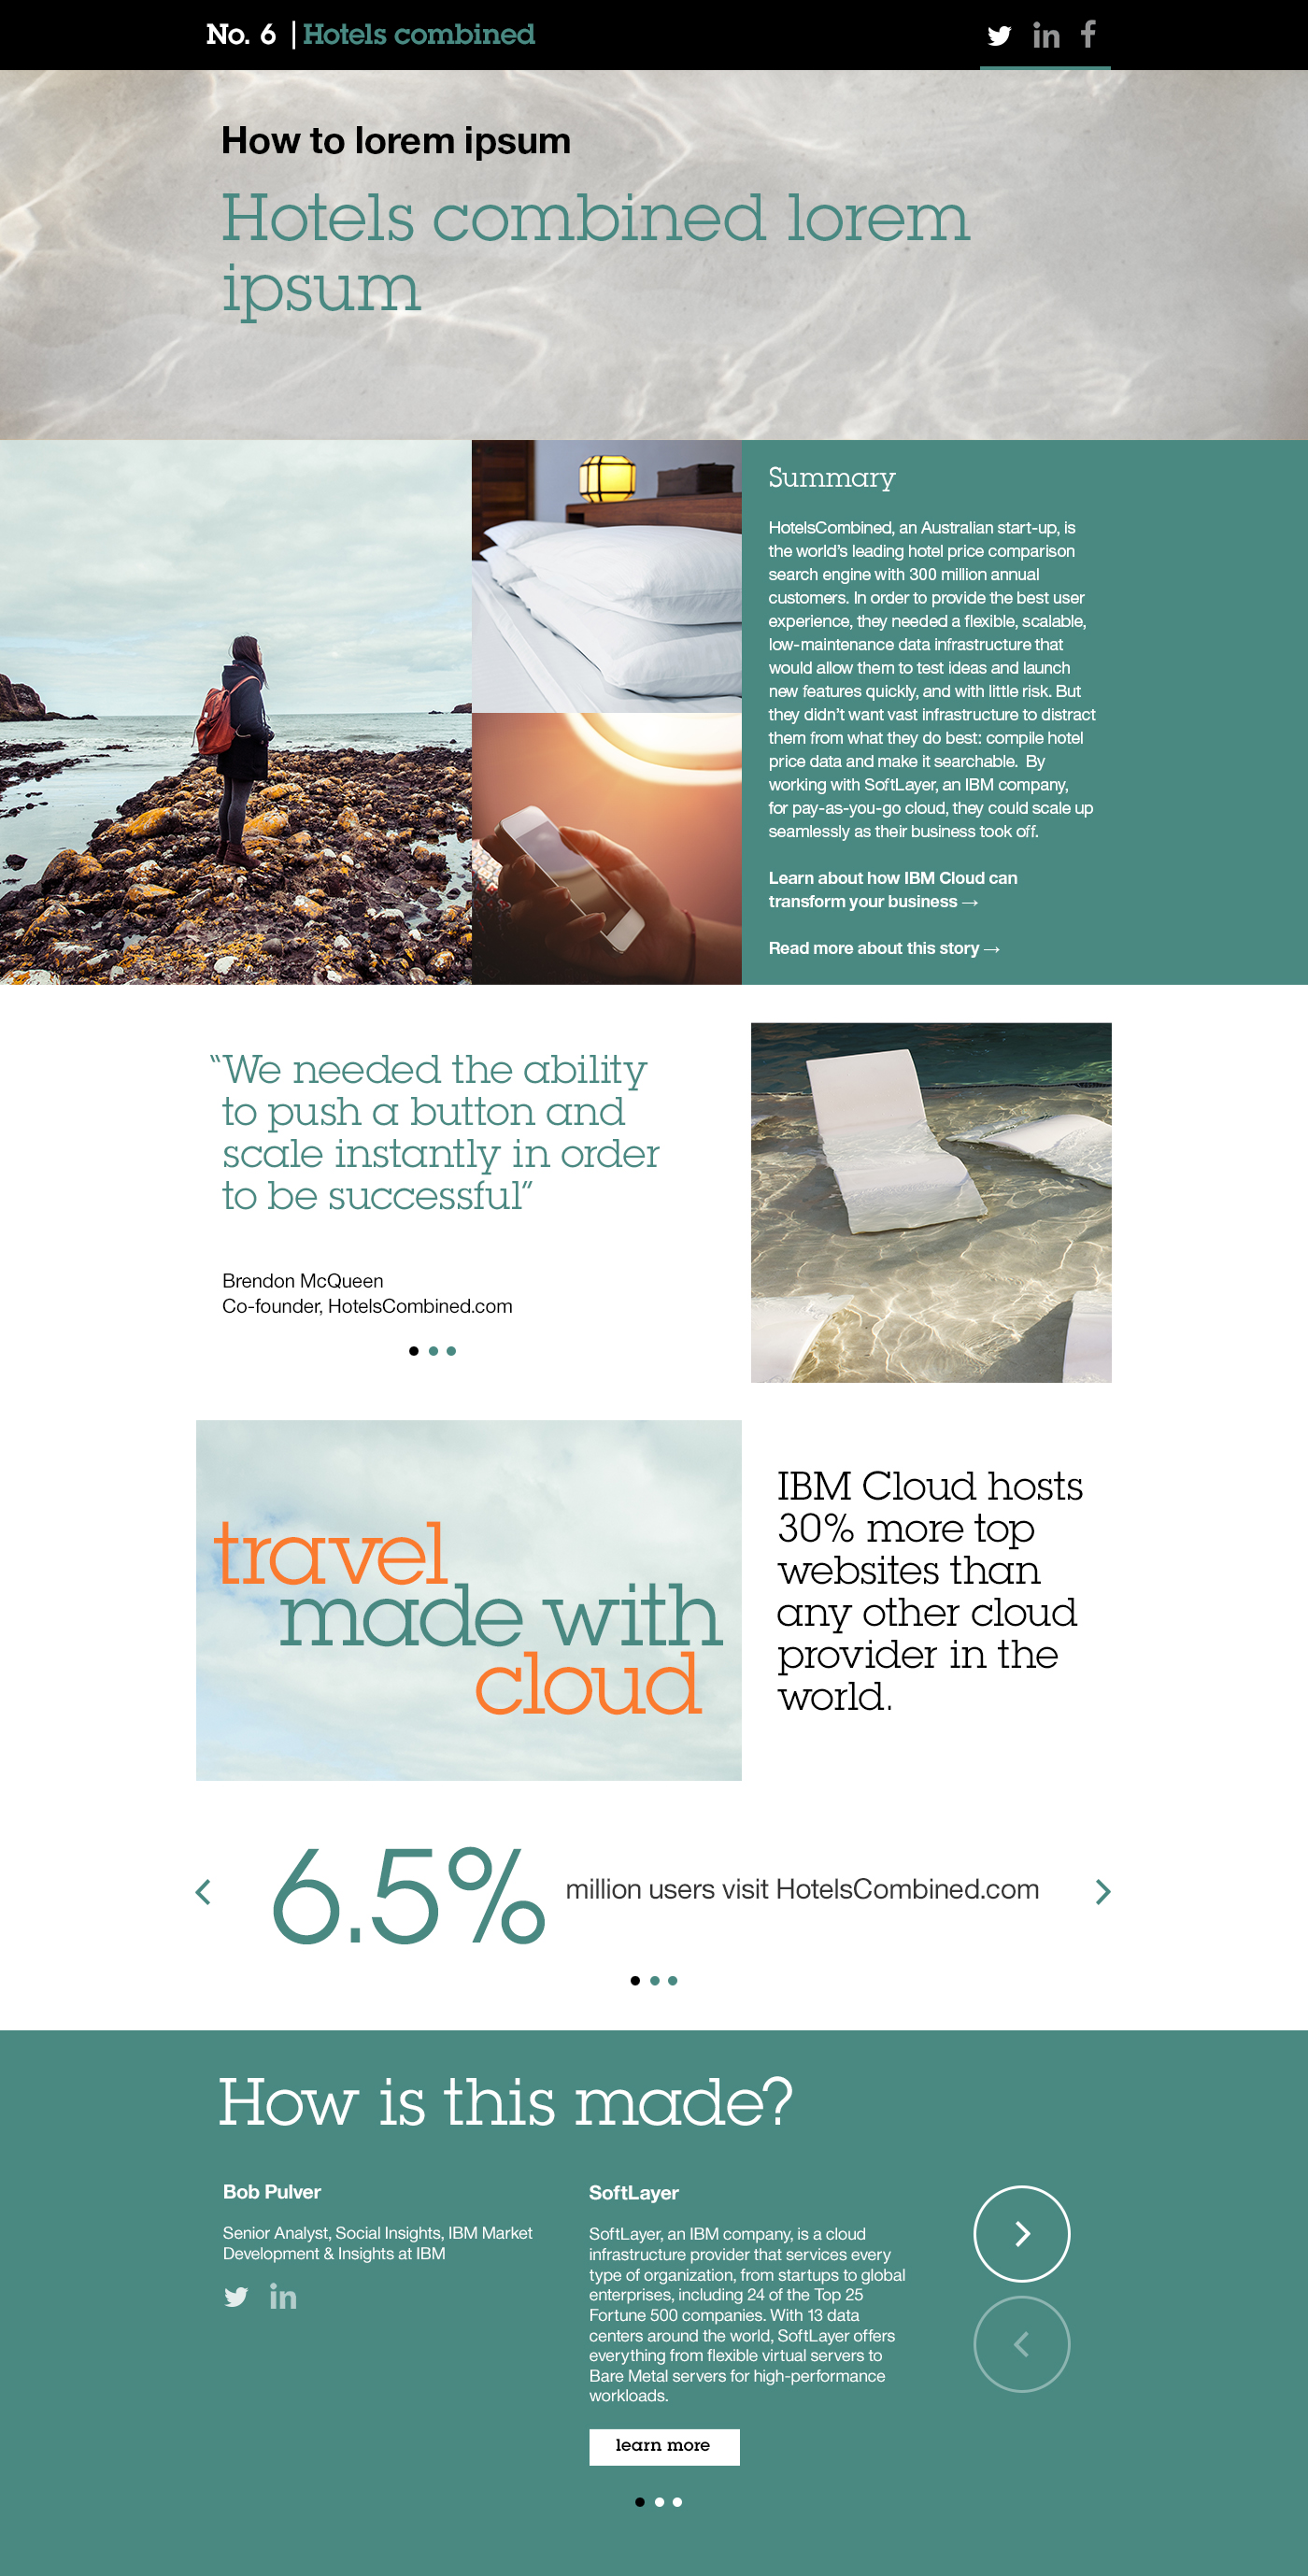 No. 6 | Hotels combined
How to lorem ipsum
Hotels combined lorem
ipsum
Summary
HotelsCombined, an Australian start-up, is
the world’s leading hotel price comparison
search engine with 300 million annual
customers. In order to provide the best user
experience, they needed a flexible, scalable,
low-maintenance data infrastructure that
would allow them to test ideas and launch
new features quickly, and with little risk. But
they didn’t want vast infrastructure to distract
them from what they do best: compile hotel
price data and make it searchable.  By
working with SoftLayer, an IBM company,
for pay-as-you-go cloud, they could scale up
seamlessly as their business took off.
Learn about how IBM Cloud can
transform your business →
Read more about this story →
“We needed the ability
to push a button and
scale instantly in order
to be successful”
Brendon McQueen
Co-founder, HotelsCombined.com
travel
made with
cloud
IBM Cloud hosts
30% more top
websites than
any other cloud
provider in the
world.
6.5% million users visit HotelsCombined.com
How is this made?
Bob Pulver
Senior Analyst, Social Insights, IBM Market
Development & Insights at IBM
SoftLayer
SoftLayer, an IBM company, is a cloud
infrastructure provider that services every
type of organization, from startups to global
enterprises, including 24 of the Top 25
Fortune 500 companies. With 13 data
centers around the world, SoftLayer offers
everything from flexible virtual servers to
Bare Metal servers for high-performance
workloads.
learn more